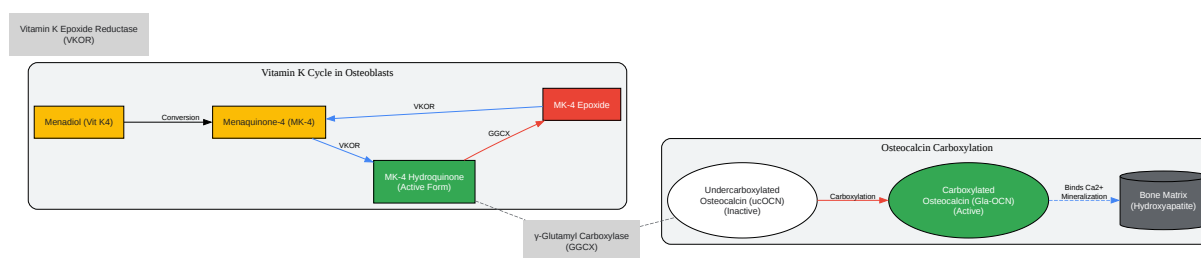 Vitamin K Epoxide Reductase
(VKOR)
Vitamin K Cycle in Osteoblasts
Menadiol (Vit K4)
Conversion
Menaquinone-4 (MK-4)
VKOR
MK-4 Epoxide
VKOR
GGCX
MK-4 Hydroquinone
(Active Form)
γ-Glutamyl Carboxylase
(GGCX)
Osteocalcin Carboxylation
Undercarboxylated
Osteocalcin (ucOCN)
(Inactive)
Carboxylation
Carboxylated
Osteocalcin (Gla-OCN)
(Active)
Binds Ca2+
Mineralization
Bone Matrix
(Hydroxyapatite)